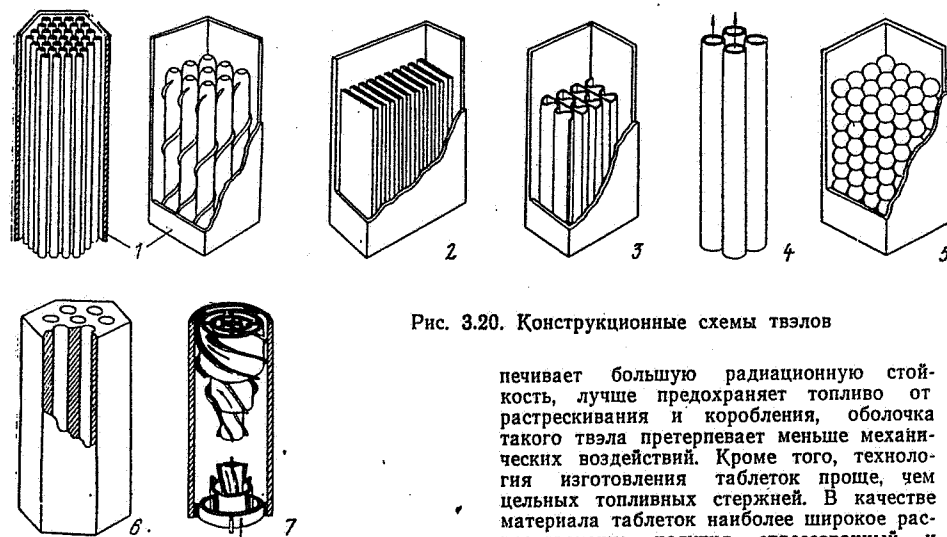 1
2
3
4
5
6
7
Рис. 3.20. Конструкционные схемы твэлов
печивает большую радиационную стой-
кость, лучше предохраняет топливо от
растрескивания и коробления, оболочка
такого твэла претерпевает меньше механи-
ческих воздействий. Кроме того, техноло-
гия изготовления таблеток проще, чем
цельных топливных стержней. В качестве
материала таблеток наиболее широкое рас-